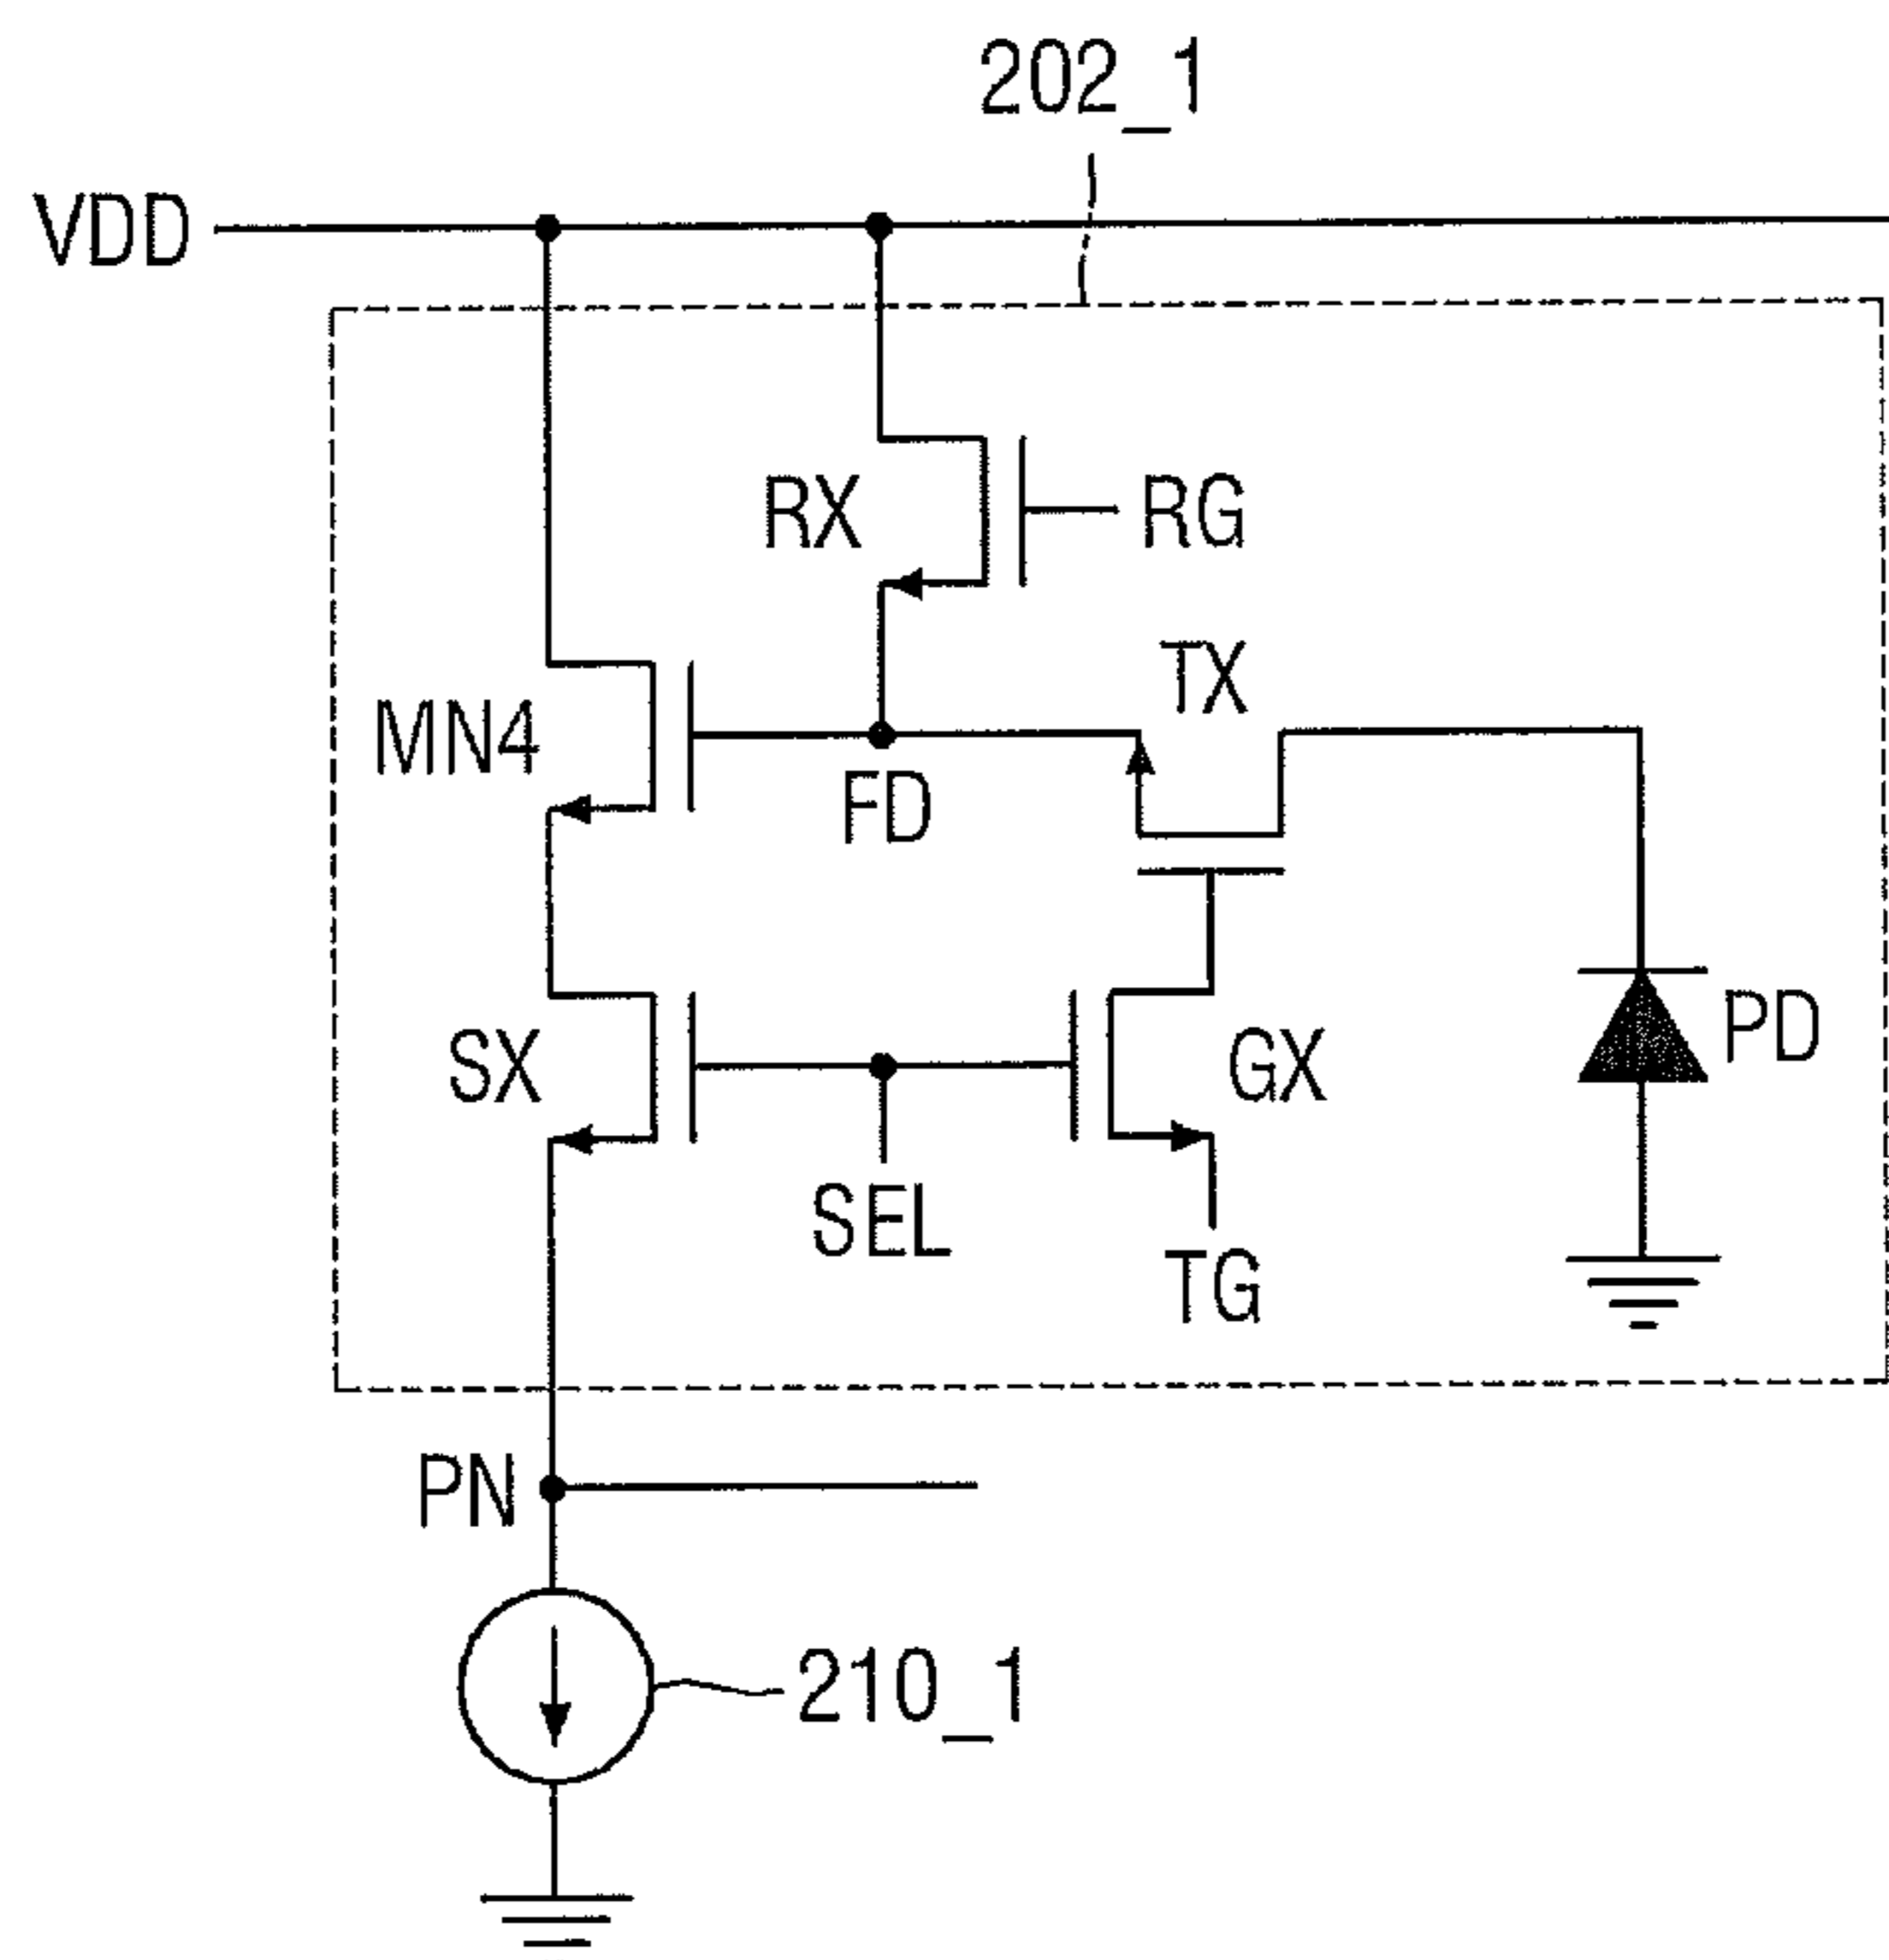 202_1
VDD
RX
RG
TX
MN4
FD
SX
GX
PD
SEL
TG
PN
210_1